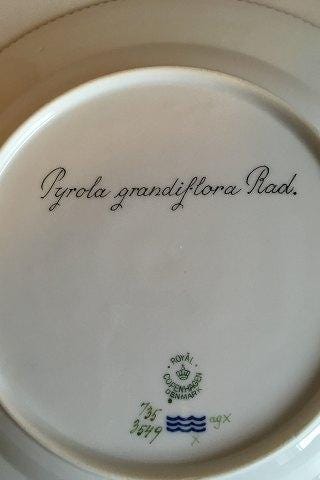 Pyrola grandiflora Rad.
ROYAL
COPENHAGEN
DENMARK
735
3549
agx
x